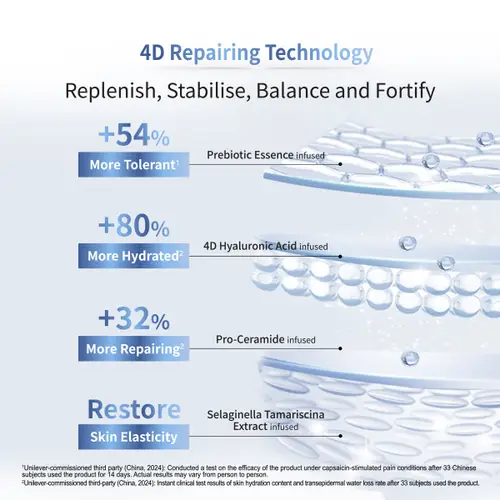 4D Repairing Technology
Replenish, Stabilise, Balance and Fortify
+54%
More Tolerant¹
Prebiotic Essence infused
+80%
More Hydrated²
4D Hyaluronic Acid infused
+32%
More Repairing²
Pro-Ceramide infused
Restore
Skin Elasticity
Selaginella Tamariscina
Extract infused
¹Unilever-commissioned third party (China, 2024): Conducted a test on the efficacy of the product under capsaicin-stimulated pain conditions after 33 Chinese
subjects used the product for 14 days. Actual results may vary from person to person.
²Unilever-commissioned third-party (China, 2024): Instant clinical test results of skin hydration content and transepidermal water loss rate after 33 subjects used the product.